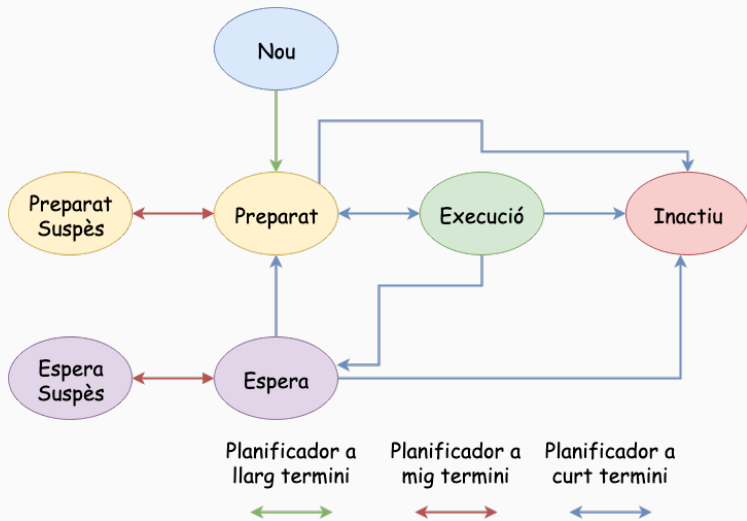 Nou
Preparat
Suspès
Preparat
Execució
Inactiu
Espera
Suspès
Espera
Planificador a
llarg termini
Planificador a
mig termini
Planificador a
curt termini